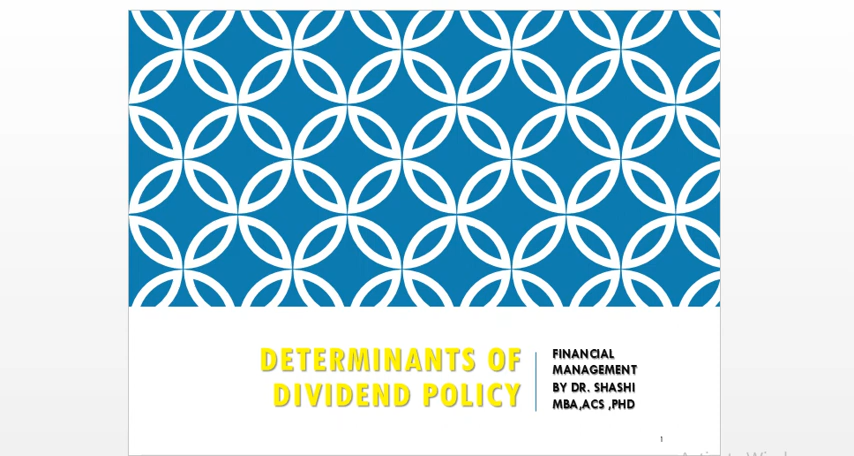 DETERMINANTS OF
DIVIDEND POLICY
FINANCIAL
MANAGEMENT
BY DR. SHASHI
MBA,ACS ,PHD
1